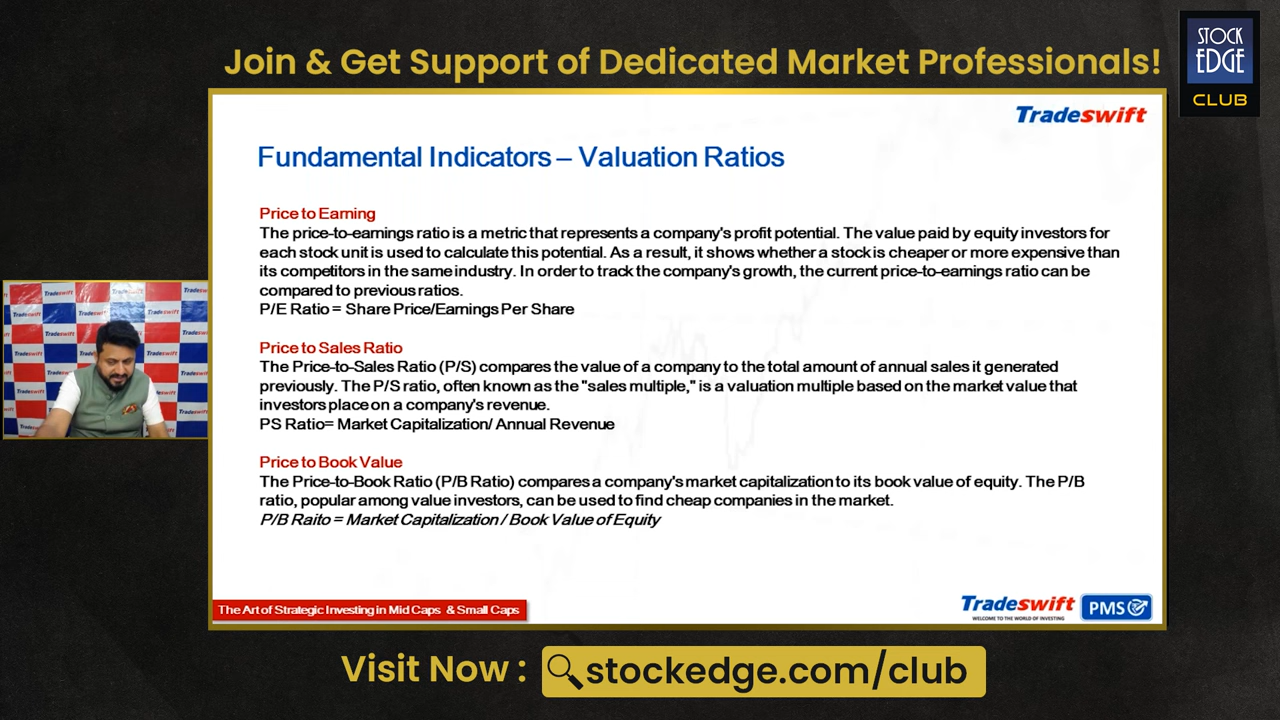 Join & Get Support of Dedicated Market Professionals!
STOCK
EDGE
CLUB
Tradeswift
Fundamental Indicators – Valuation Ratios
Price to Earning
The price-to-earnings ratio is a metric that represents a company's profit potential. The value paid by equity investors for
each stock unit is used to calculate this potential. As a result, it shows whether a stock is cheaper or more expensive than
its competitors in the same industry. In order to track the company's growth, the current price-to-earnings ratio can be
compared to previous ratios.
P/E Ratio = Share Price/Earnings Per Share
Price to Sales Ratio
The Price-to-Sales Ratio (P/S) compares the value of a company to the total amount of annual sales it generated
previously. The P/S ratio, often known as the "sales multiple," is a valuation multiple based on the market value that
investors place on a company's revenue.
PS Ratio= Market Capitalization/ Annual Revenue
Price to Book Value
The Price-to-Book Ratio (P/B Ratio) compares a company's market capitalization to its book value of equity. The P/B
ratio, popular among value investors, can be used to find cheap companies in the market.
P/B Raito = Market Capitalization / Book Value of Equity
The Art of Strategic Investing in Mid Caps & Small Caps
Tradeswift
WELCOME TO THE WORLD OF INVESTING
PMS
Visit Now :
stockedge.com/club